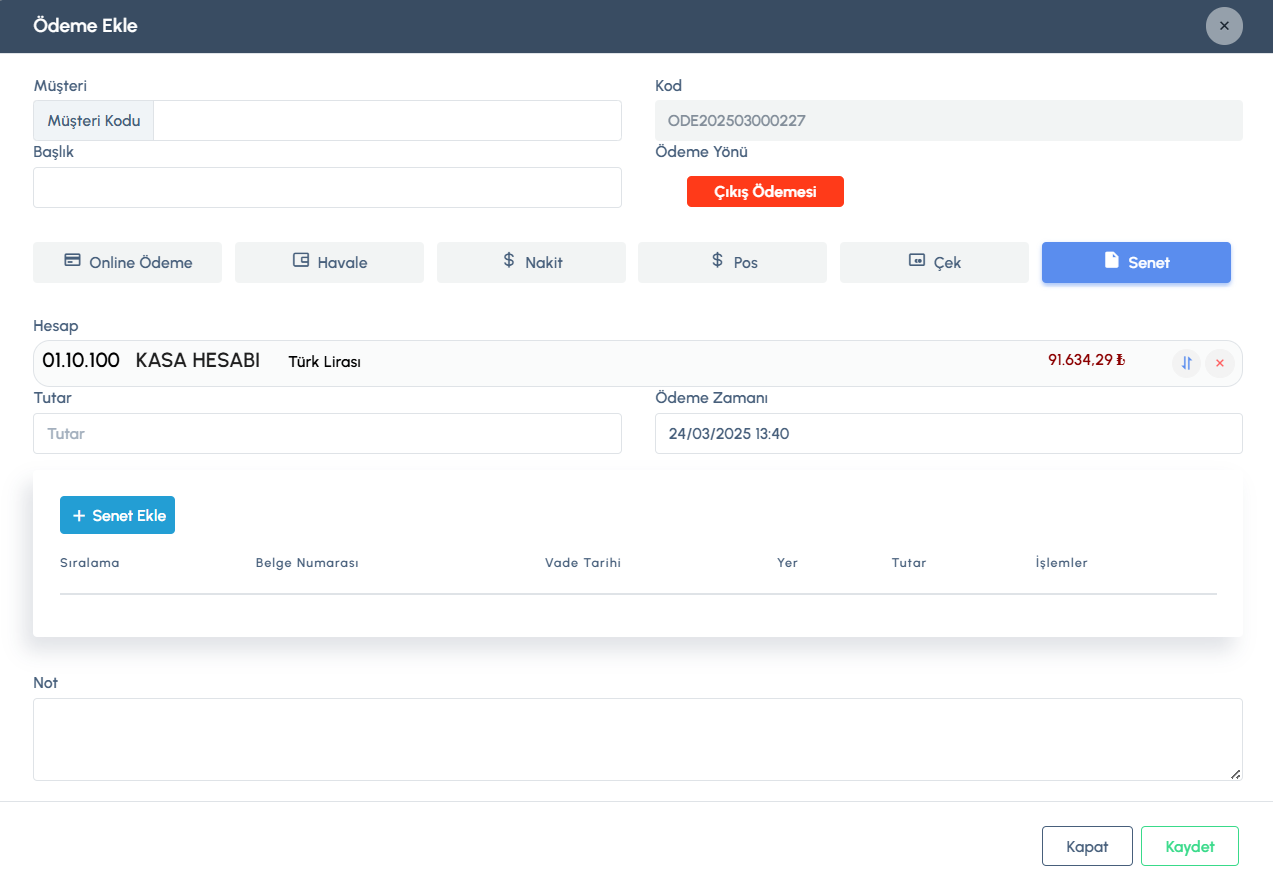 Ödeme Ekle
Müşteri
Kod
Müşteri Kodu
ODE202503000227
Başlık
Ödeme Yönü
Çıkış Ödemesi
Online Ödeme
Havale
$ Nakit
$ Pos
Çek
Senet
Hesap
01.10.100 KASA HESABI Türk Lirası 91.634,29 ₺
Tutar
Ödeme Zamanı
Tutar
24/03/2025 13:40
+ Senet Ekle
Sıralama Belge Numarası Vade Tarihi Yer Tutar İşlemler
Not
Kapat
Kaydet